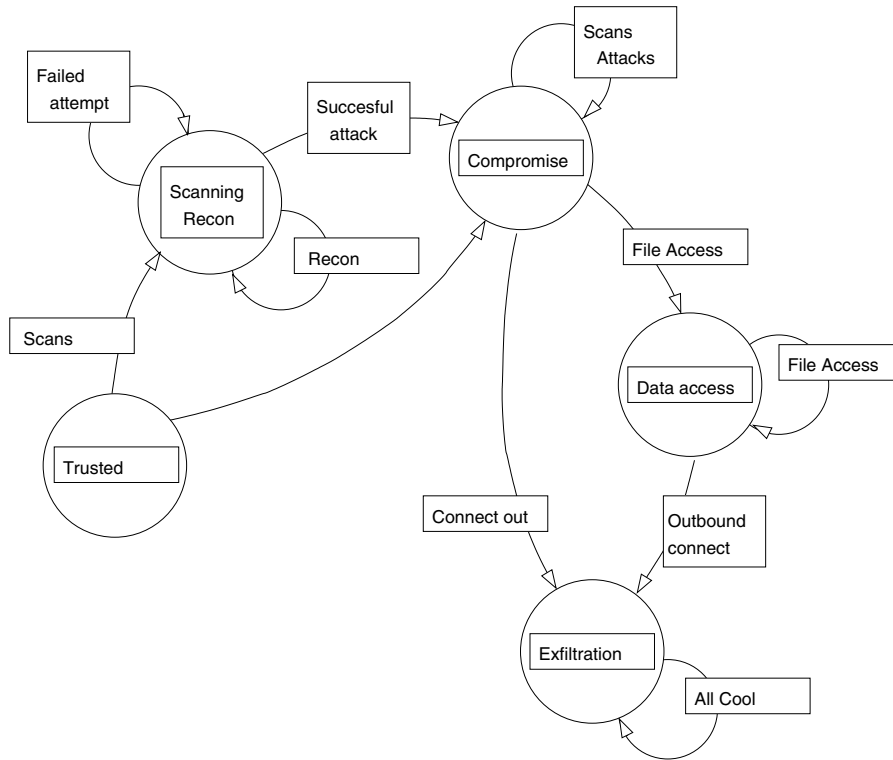 Failed
attempt
Succesful
attack
Scans
Attacks
Compromise
Scanning
Recon
Recon
File Access
Scans
Data access
File Access
Trusted
Connect out
Outbound
connect
Exfiltration
All Cool